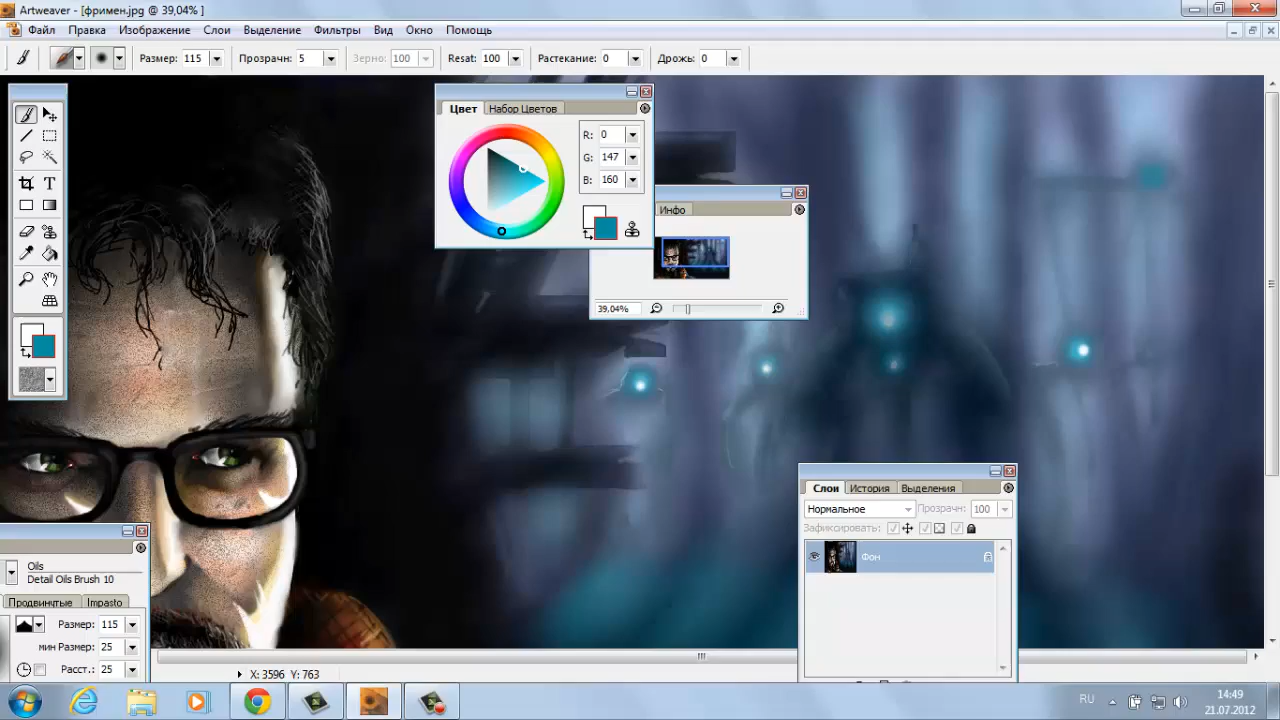 Artweaver - [фримен.jpg @ 39,04% ]
Файл Правка Изображение Слои Выделение Фильтры Вид Окно Помощь
Размер: 115 Прозрачн: 5 Зерно: 100 Resat: 100 Растекание: 0 Дрожь: 0
Цвет Набор Цветов
R: 0
G: 147
B: 160
Инфо
39,04%
Слои История Выделения
Нормальное Прозрачн: 100
Зафиксировать:
Фон
Oils
Detail Oils Brush 10
Продвинутые Impasto
Размер: 115
мин Размер: 25
Расст.: 25
X: 3596 Y: 763
RU
14:49
21.07.2012